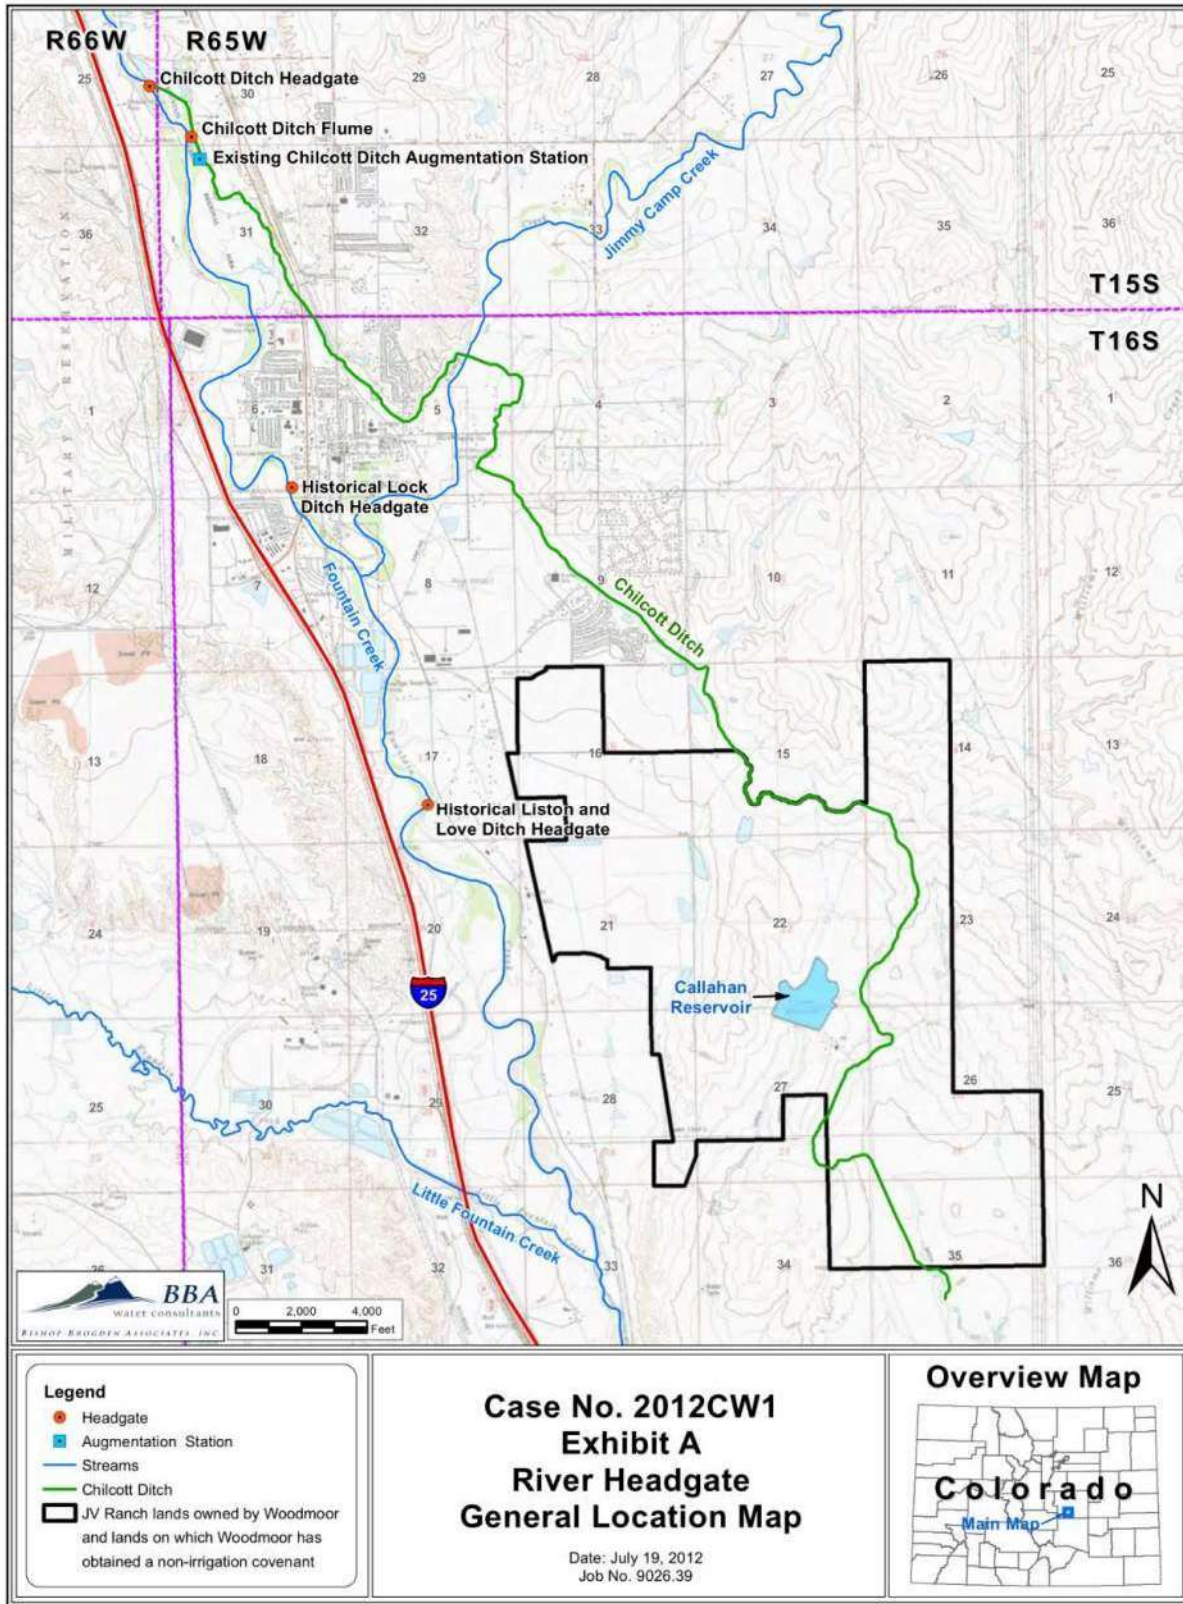 R66W
R65W
25
Chilcott Ditch Headgate
30
29
28
27
26
25
Chilcott Ditch Flume
Existing Chilcott Ditch Augmentation Station
Jimmy Camp Creek
36
31
32
33
34
35
36
MILITARY RESERVATION
T15S
T16S
1
6
5
4
3
2
1
Historical Lock
Ditch Headgate
Fountain Creek
12
7
8
9
10
11
12
Chilcott Ditch
13
18
17
16
15
14
13
Historical Liston and
Love Ditch Headgate
24
19
20
21
22
23
24
25
Callahan
Reservoir
25
30
29
28
27
26
25
Little Fountain Creek
31
32
33
34
35
36
N
BBA
water consultants
BISHOP BROGDEN ASSOCIATES, INC
0 2,000 4,000
Feet
Legend
Headgate
Augmentation Station
Streams
Chilcott Ditch
JV Ranch lands owned by Woodmoor
and lands on which Woodmoor has
obtained a non-irrigation covenant
Case No. 2012CW1
Exhibit A
River Headgate
General Location Map
Date: July 19, 2012
Job No. 9026.39
Overview Map
Colorado
Main Map